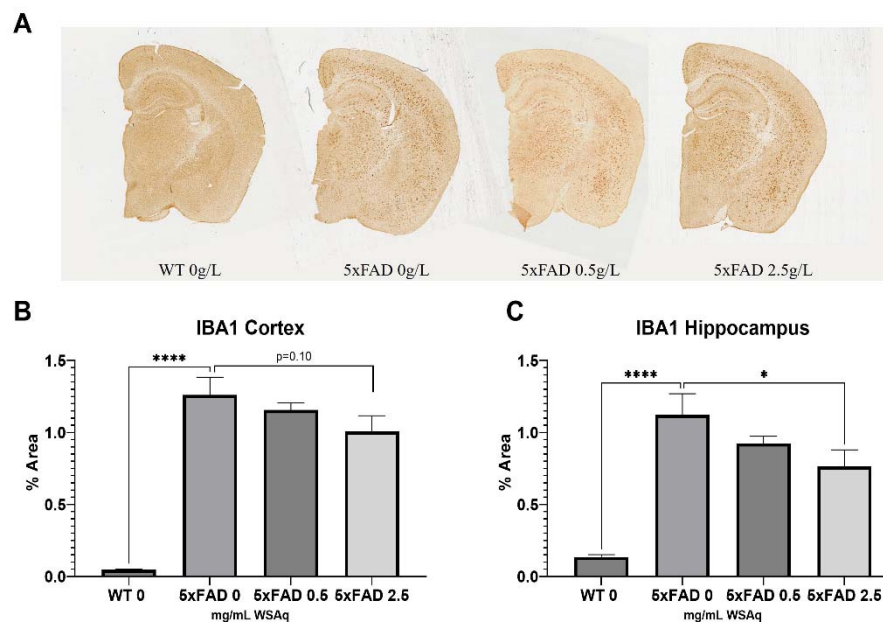 A
WT 0g/L 5xFAD 0g/L 5xFAD 0.5g/L 5xFAD 2.5g/L
B
IBA1 Cortex
% Area
1.5
1.0
0.5
0.0
****
p=0.10
WT 0 5xFAD 0 5xFAD 0.5 5xFAD 2.5
mg/mL WSAq
C
IBA1 Hippocampus
% Area
1.5
1.0
0.5
0.0
****
*
WT 0 5xFAD 0 5xFAD 0.5 5xFAD 2.5
mg/mL WSAq